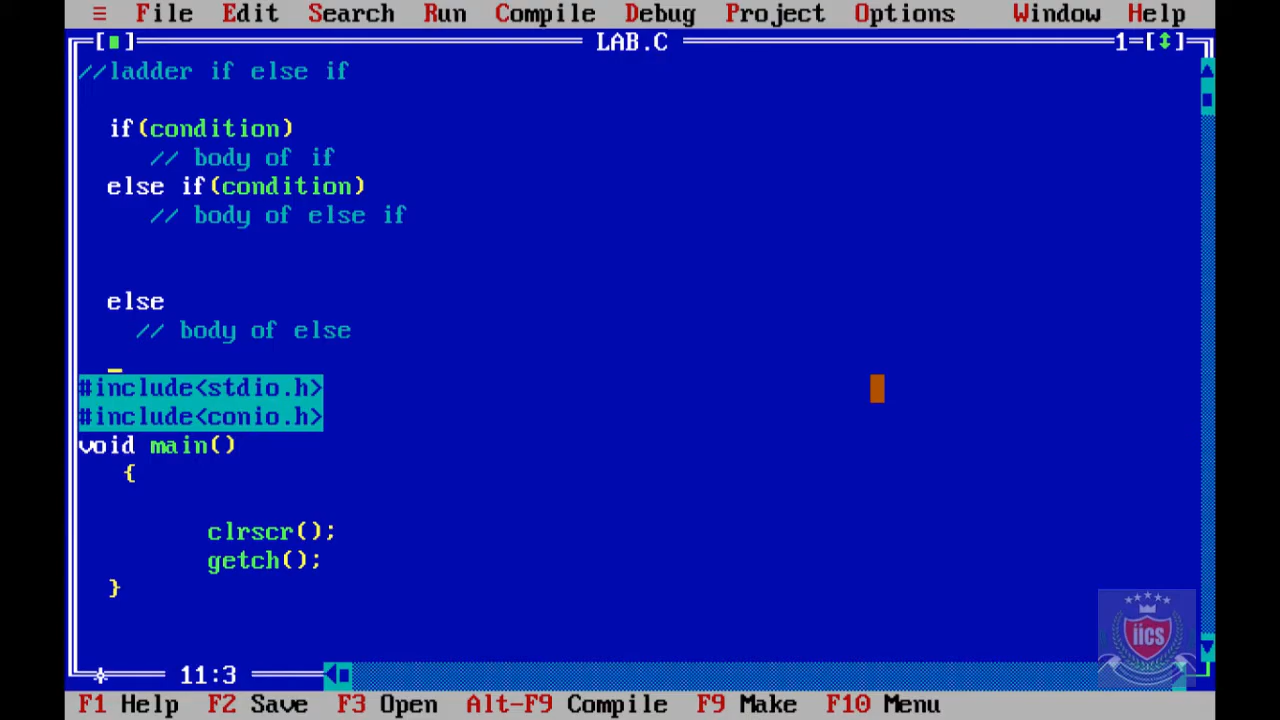 ≡ File Edit Search Run Compile Debug Project Options Window Help
[■] LAB.C 1=[↕]
//ladder if else if
if(condition)
// body of if
else if(condition)
// body of else if
else
// body of else
#include<stdio.h>
#include<conio.h>
void main()
{
clrscr();
getch();
}
iics
11:3
F1 Help F2 Save F3 Open Alt-F9 Compile F9 Make F10 Menu